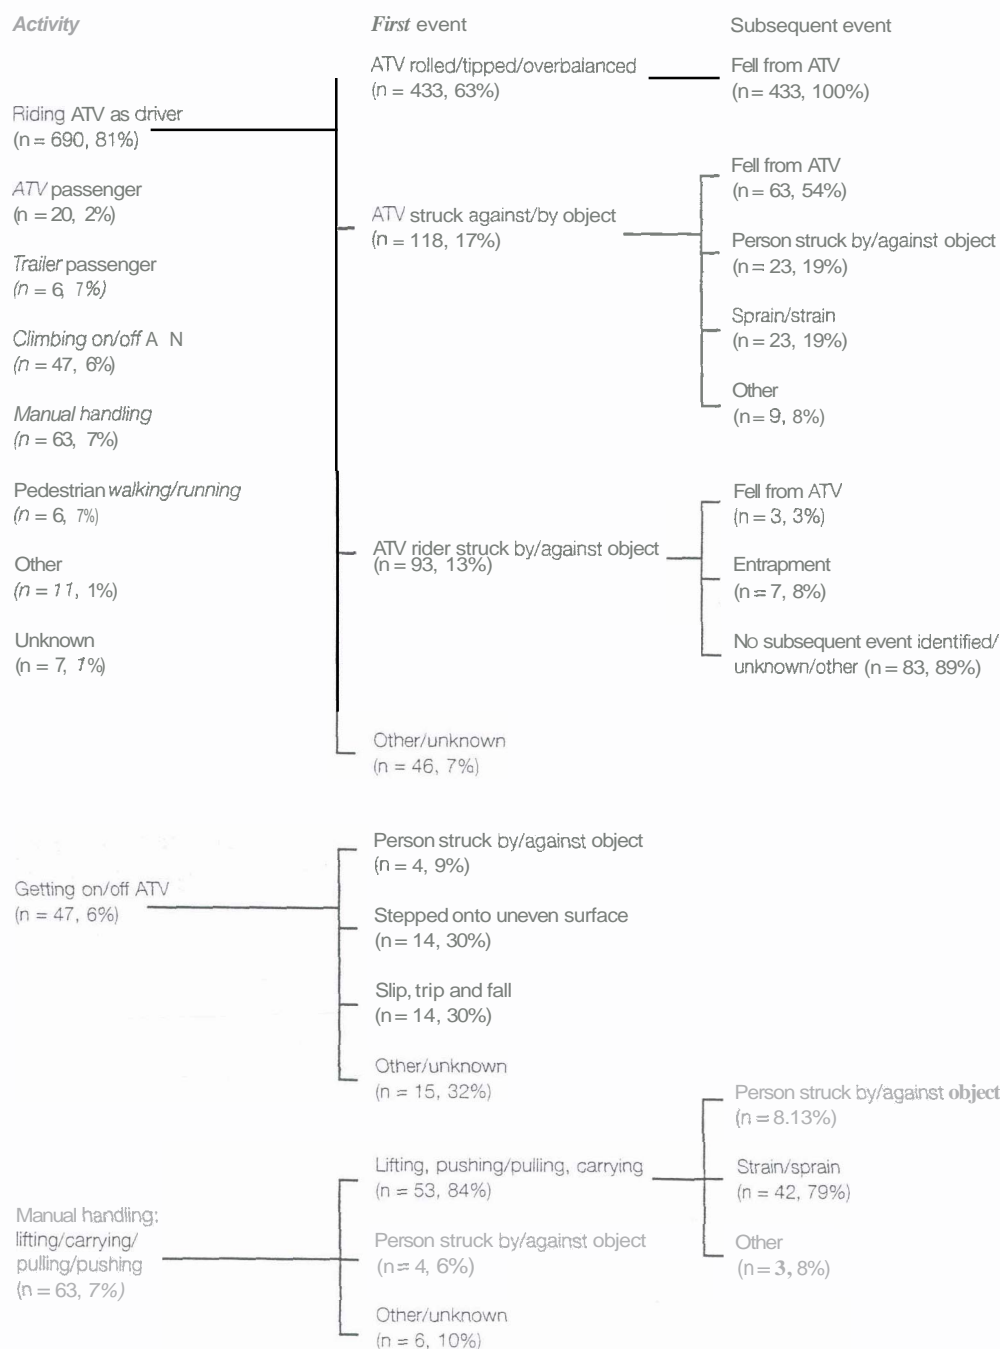 Activity
First event
Subsequent event
Riding ATV as driver
(n = 690, 81%)
ATV passenger
(n = 20, 2%)
Trailer passenger
(n = 6, 1%)
Climbing on/off A N
(n = 47, 6%)
Manual handling
(n = 63, 7%)
Pedestrian walking/running
(n = 6, 1%)
Other
(n = 11, 1%)
Unknown
(n = 7, 1%)
ATV rolled/tipped/overbalanced
(n = 433, 63%)
Fell from ATV
(n = 433, 100%)
ATV struck against/by object
(n = 118, 17%)
Fell from ATV
(n = 63, 54%)
Person struck by/against object
(n = 23, 19%)
Sprain/strain
(n = 23, 19%)
Other
(n = 9, 8%)
ATV rider struck by/against object
(n = 93, 13%)
Fell from ATV
(n = 3, 3%)
Entrapment
(n = 7, 8%)
No subsequent event identified/
unknown/other (n = 83, 89%)
Other/unknown
(n = 46, 7%)
Getting on/off ATV
(n = 47, 6%)
Person struck by/against object
(n = 4, 9%)
Stepped onto uneven surface
(n = 14, 30%)
Slip, trip and fall
(n = 14, 30%)
Other/unknown
(n = 15, 32%)
Manual handling:
lifting/carrying/
pulling/pushing
(n = 63, 7%)
Lifting, pushing/pulling, carrying
(n = 53, 84%)
Person struck by/against object
(n = 8.13%)
Strain/sprain
(n = 42, 79%)
Other
(n = 3, 8%)
Person struck by/against object
(n = 4, 6%)
Other/unknown
(n = 6, 10%)